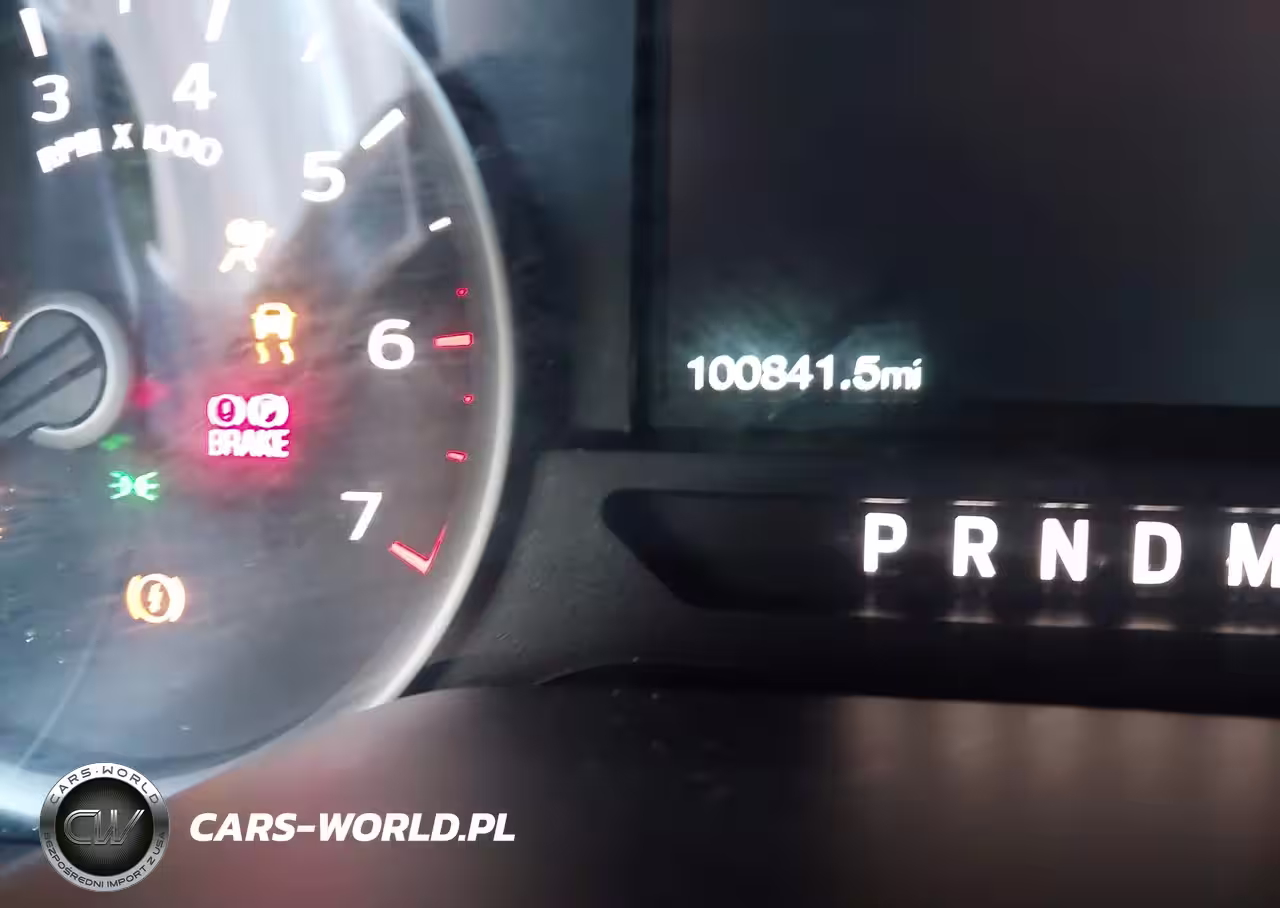 3
4
RPM X 1000
5
6
BRAKE
7
100841.5mi
P R N D M
CARS-WORLD
CW
BEZPOŚREDNI IMPORT Z USA
CARS-WORLD.PL